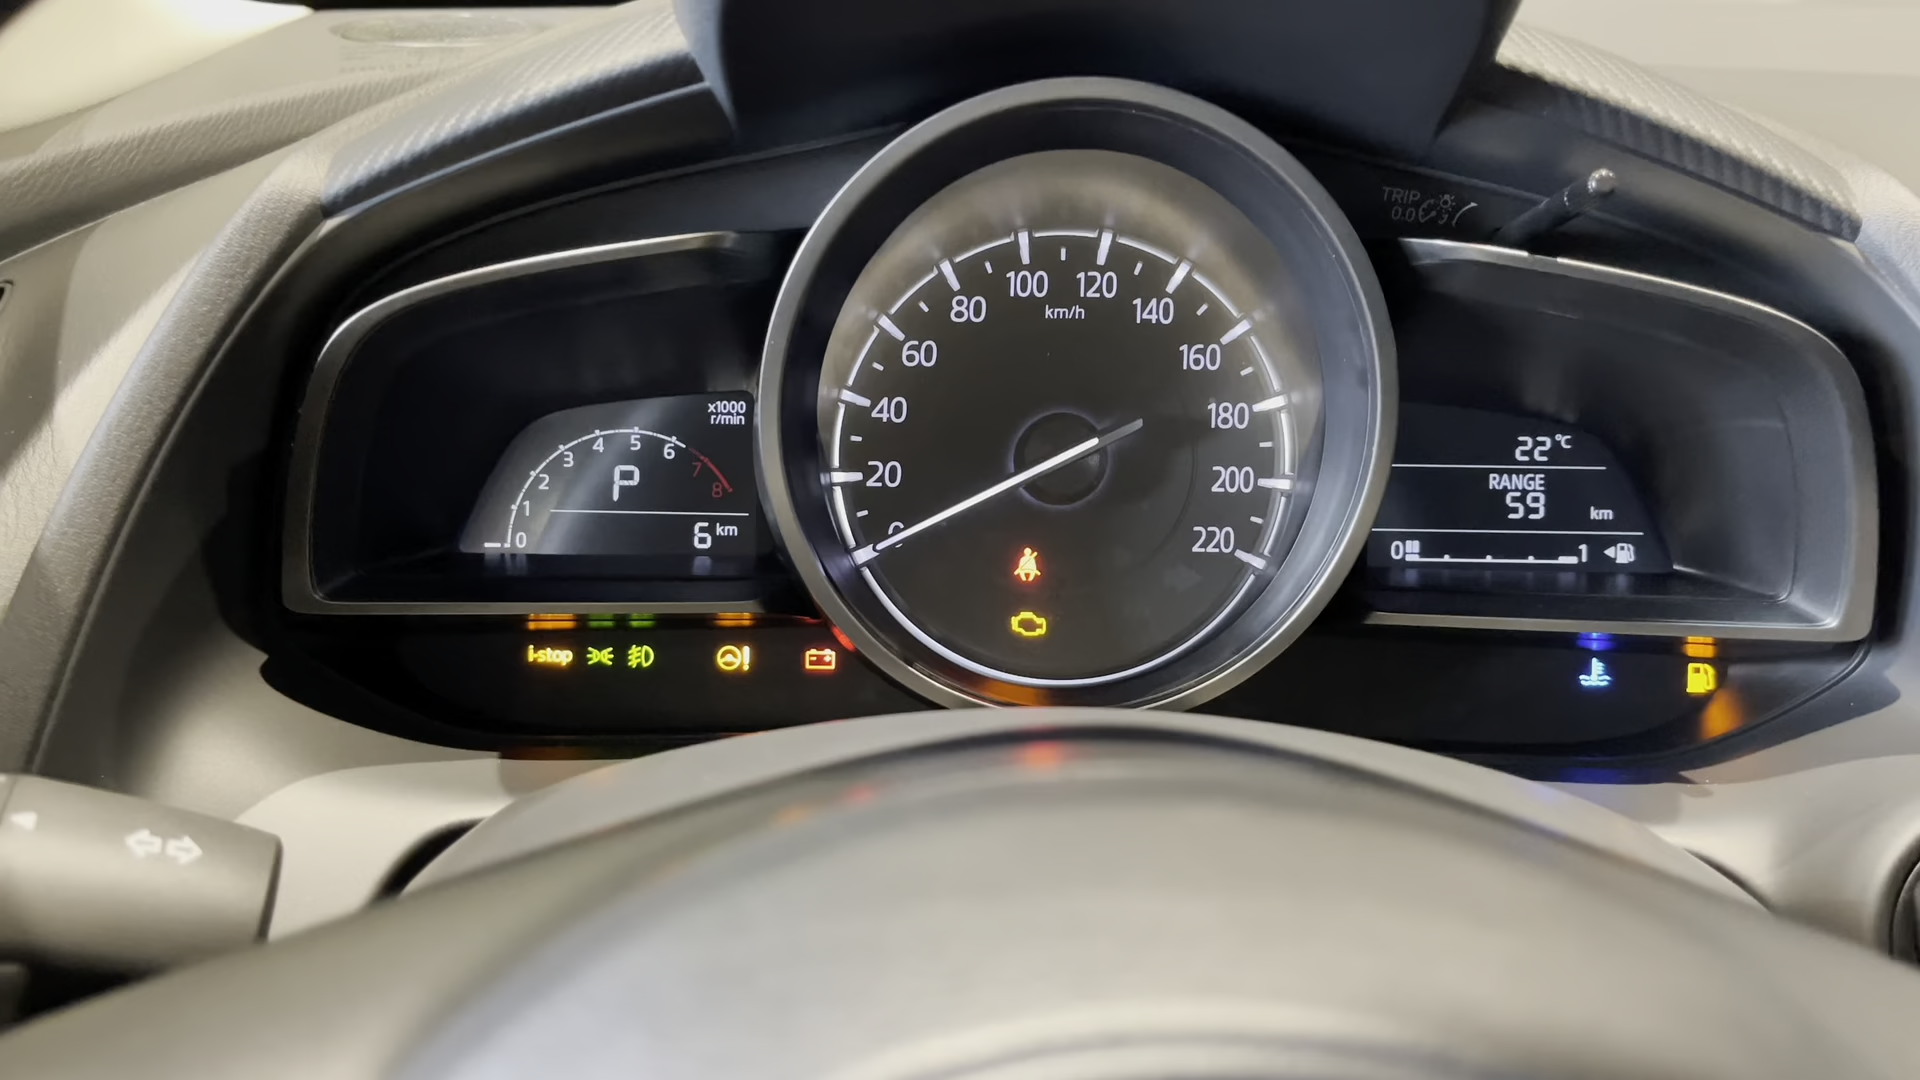 TRIP
0.0
x1000
r/min
0 1 2 3 4 5 6 7 8
P
6 km
0 20 40 60 80 100 120 140 160 180 200 220
km/h
22 °C
RANGE
59 km
0 1
i-stop